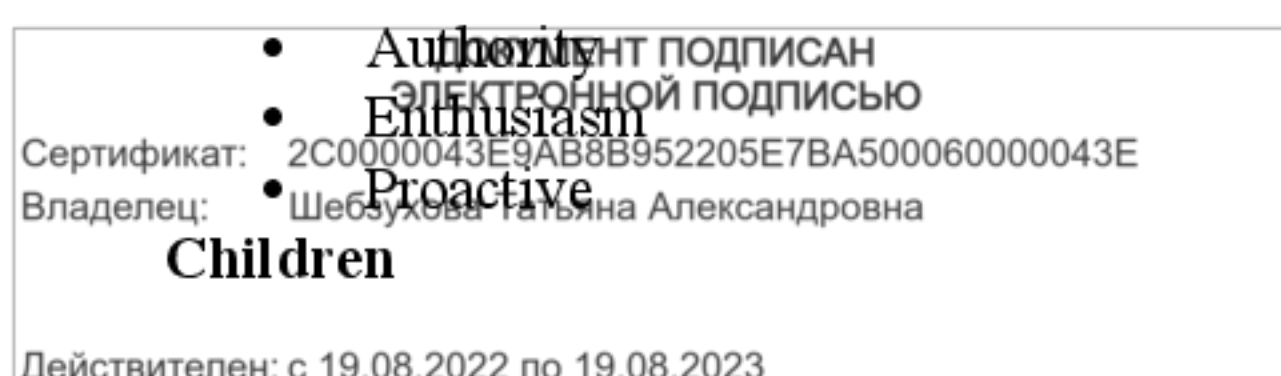 • Authority
ДОКУМЕНТ ПОДПИСАН
ЭЛЕКТРОННОЙ ПОДПИСЬЮ
• Enthusiasm
Сертификат: 2C0000043E9AB8B952205E7BA500060000043E
• Proactive
Владелец: Шебзухова Татьяна Александровна
Children
Действителен: с 19.08.2022 по 19.08.2023